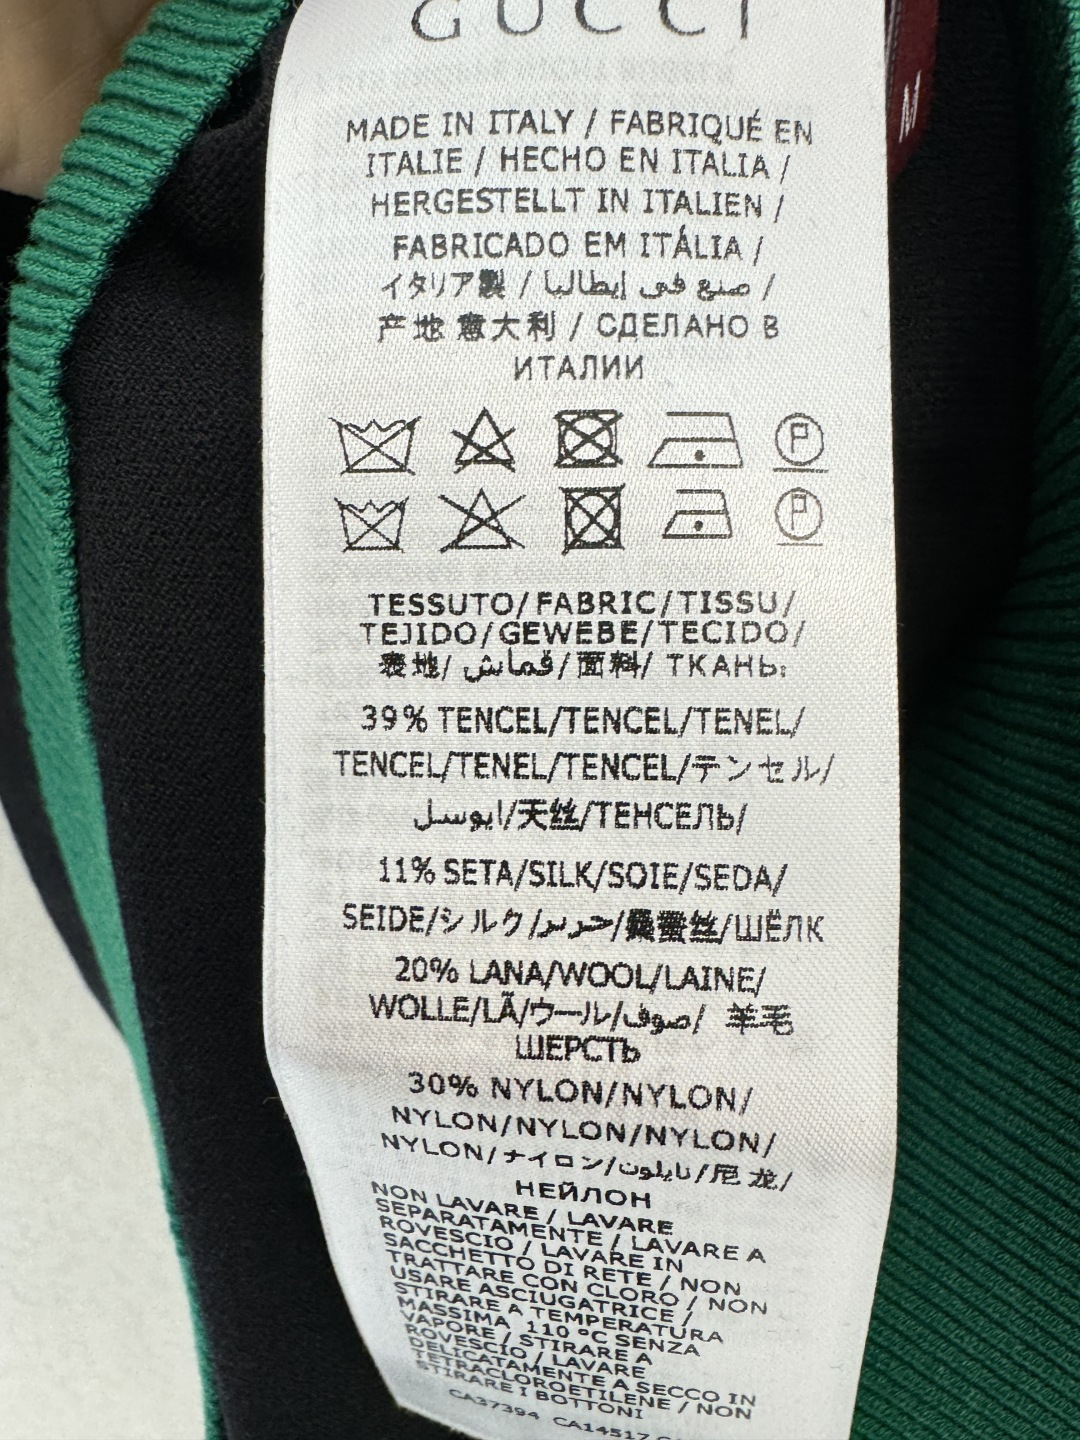 GUCCI
M
MADE IN ITALY / FABRIQUÉ EN
ITALIE / HECHO EN ITALIA /
HERGESTELLT IN ITALIEN /
FABRICADO EM ITÁLIA /
イタリア製 / صنع في إيطاليا /
产地 意大利 / СДЕЛАНО В
ИТАЛИИ
TESSUTO/FABRIC/TISSU/
TEJIDO/GEWEBE/TECIDO/
表地/ قماش/面料/ ТКАНЬ:
39% TENCEL/TENCEL/TENEL/
TENCEL/TENEL/TENCEL/テンセル/
ايوسل/天丝/ТЕНСЕЛЬ/
11% SETA/SILK/SOIE/SEDA/
SEIDE/シルク/حرير/桑蚕丝/ШЁЛК
20% LANA/WOOL/LAINE/
WOLLE/LÃ/ウール/صوف/ 羊毛
ШЕРСТЬ
30% NYLON/NYLON/
NYLON/NYLON/NYLON/
NYLON/ナイロン/نايلون/尼龙/
НЕЙЛОН
NON LAVARE / LAVARE
SEPARATAMENTE / LAVARE A
ROVESCIO / LAVARE IN
SACCHETTO DI RETE / NON
TRATTARE CON CLORO / NON
USARE ASCIUGATRICE /
STIRARE A TEMPERATURA
MASSIMA 110 °C SENZA
VAPORE / STIRARE A
ROVESCIO / LAVARE
DELICATAMENTE A SECCO IN
TETRACLOROETILENE / NON
STIRARE I BOTTONI
CA37394 CA14517